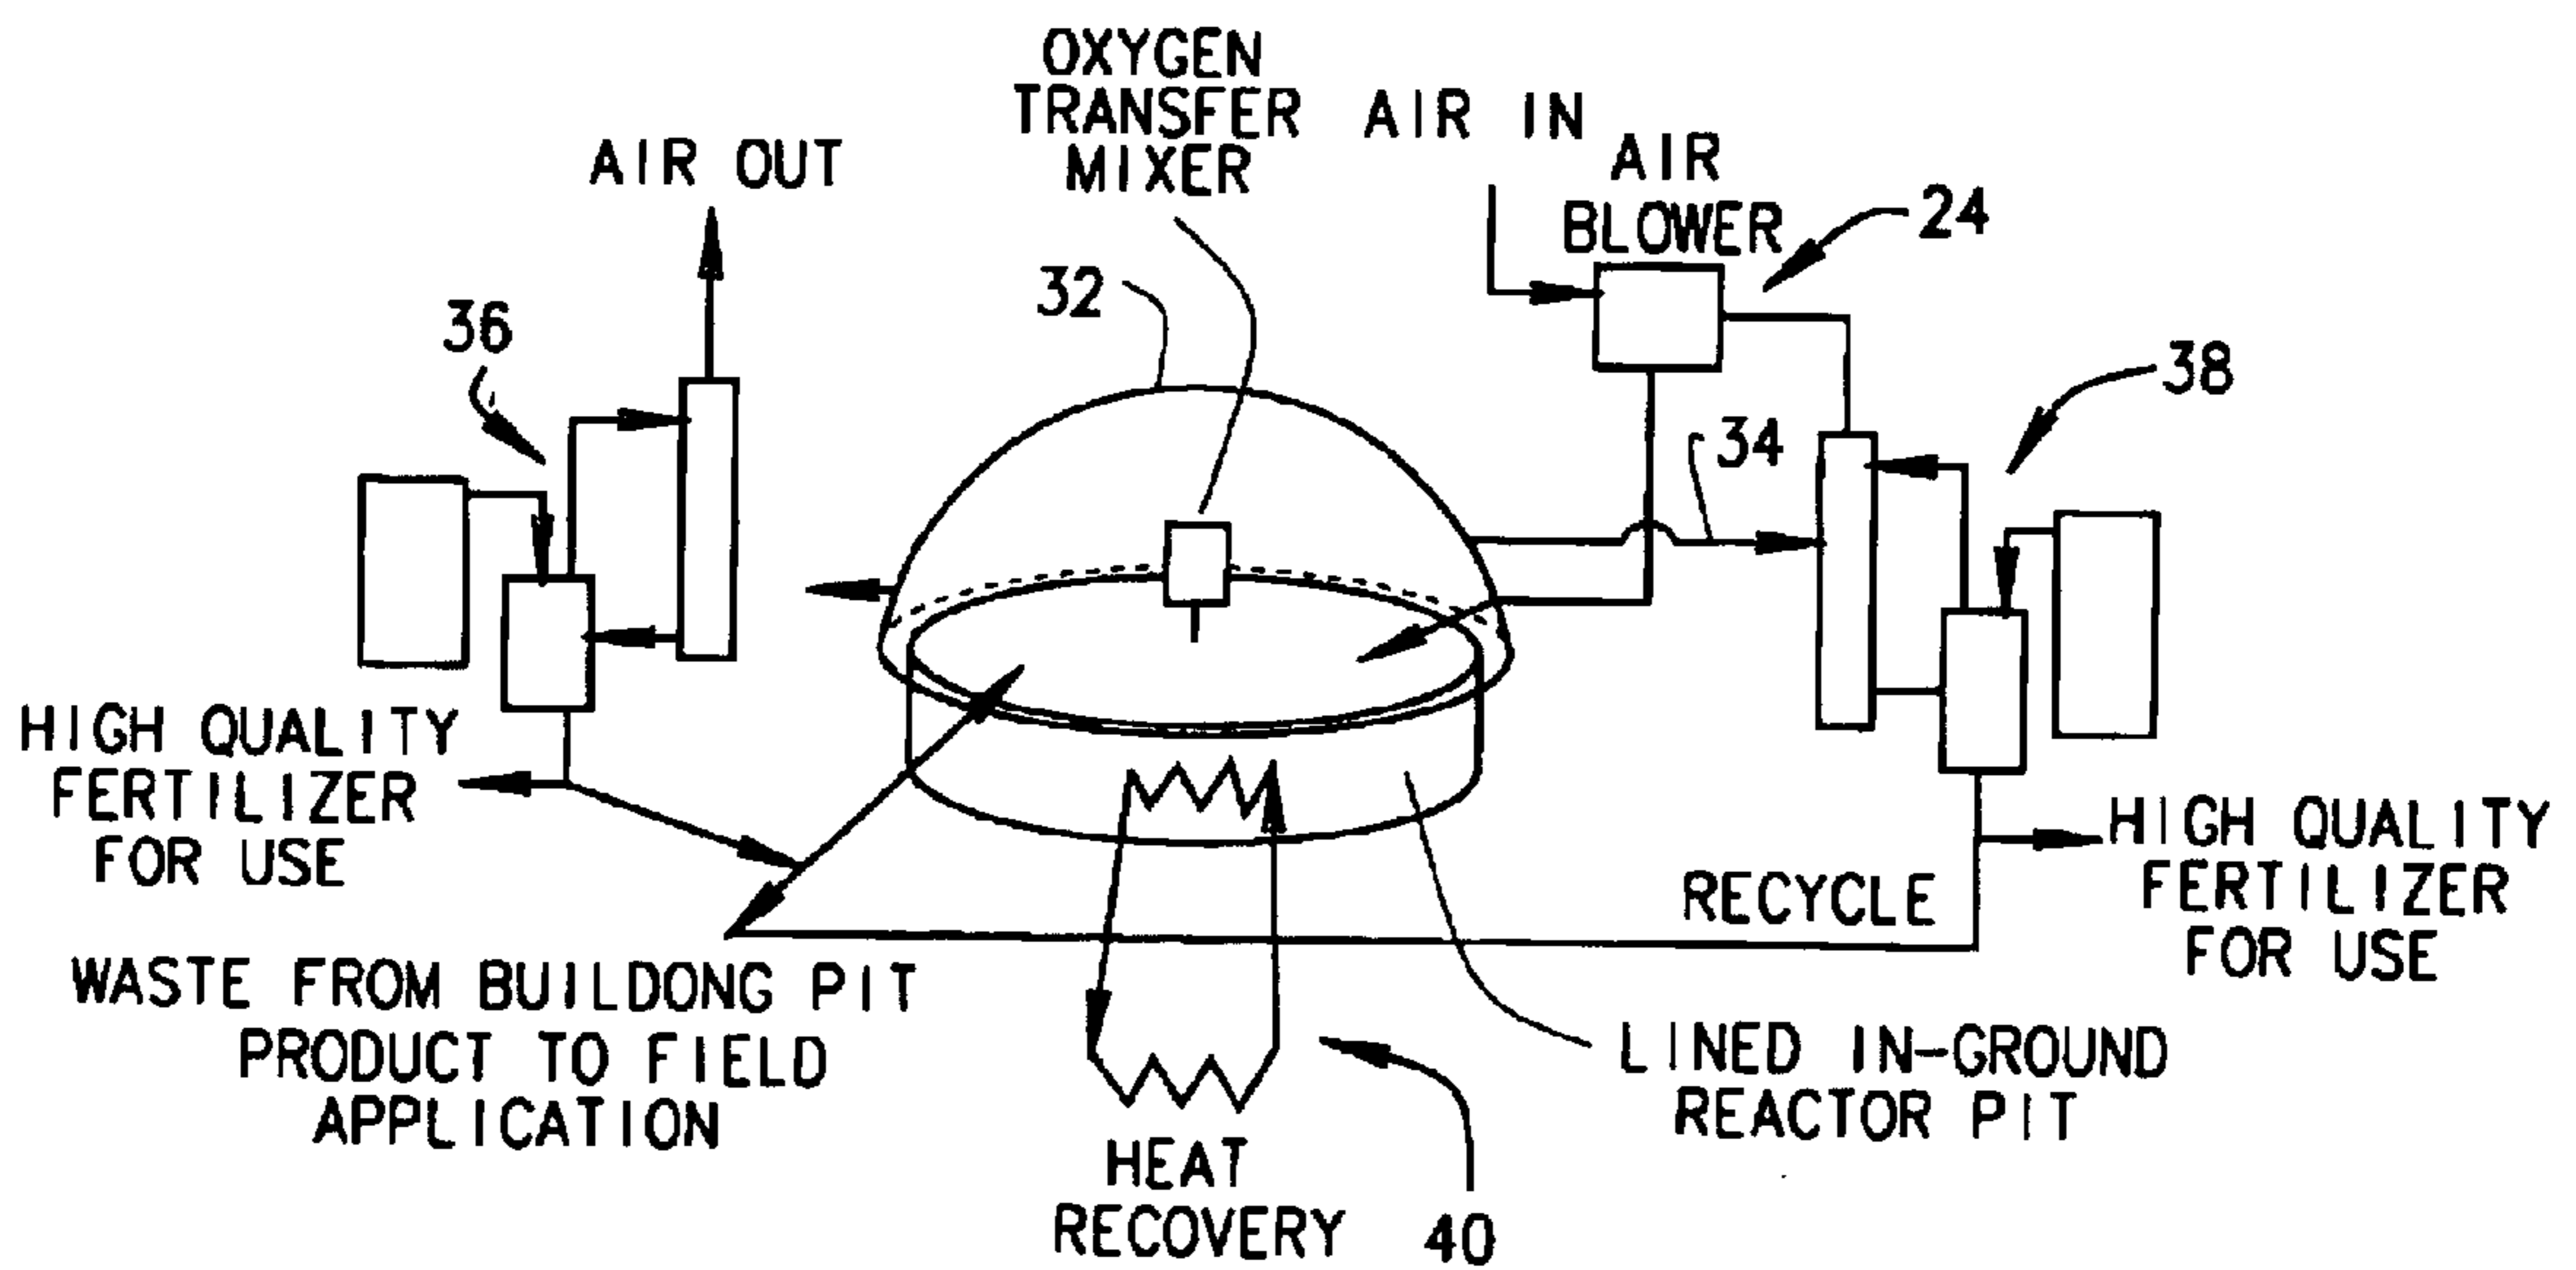 OXYGEN
TRANSFER
MIXER
AIR IN
AIR
BLOWER
24
AIR OUT
32
36
38
34
HIGH QUALITY
FERTILIZER
FOR USE
HIGH QUALITY
FERTILIZER
FOR USE
RECYCLE
WASTE FROM BUILDONG PIT
PRODUCT TO FIELD
APPLICATION
LINED IN-GROUND
REACTOR PIT
HEAT
RECOVERY
40